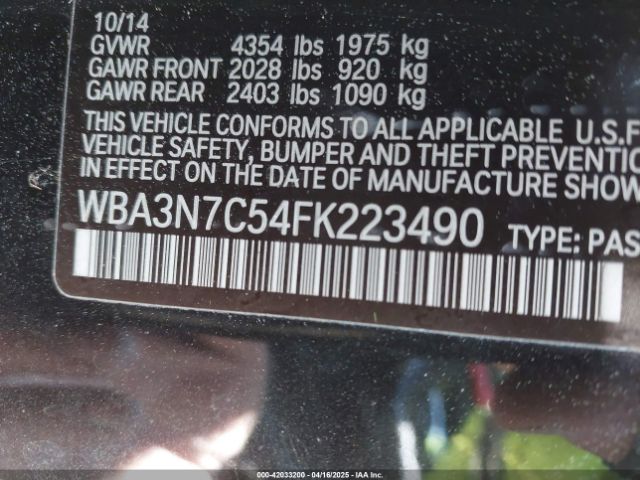 10/14
GVWR 4354 lbs 1975 kg
GAWR FRONT 2028 lbs 920 kg
GAWR REAR 2403 lbs 1090 kg
THIS VEHICLE CONFORMS TO ALL APPLICABLE U.S.F
VEHICLE SAFETY, BUMPER AND THEFT PREVENTIO
IN EFFECT ON THE DATE OF MANUFACTURE SHOW
WBA3N7C54FK223490 TYPE: PAS
000-42033200 - 04/16/2025 - IAA Inc.